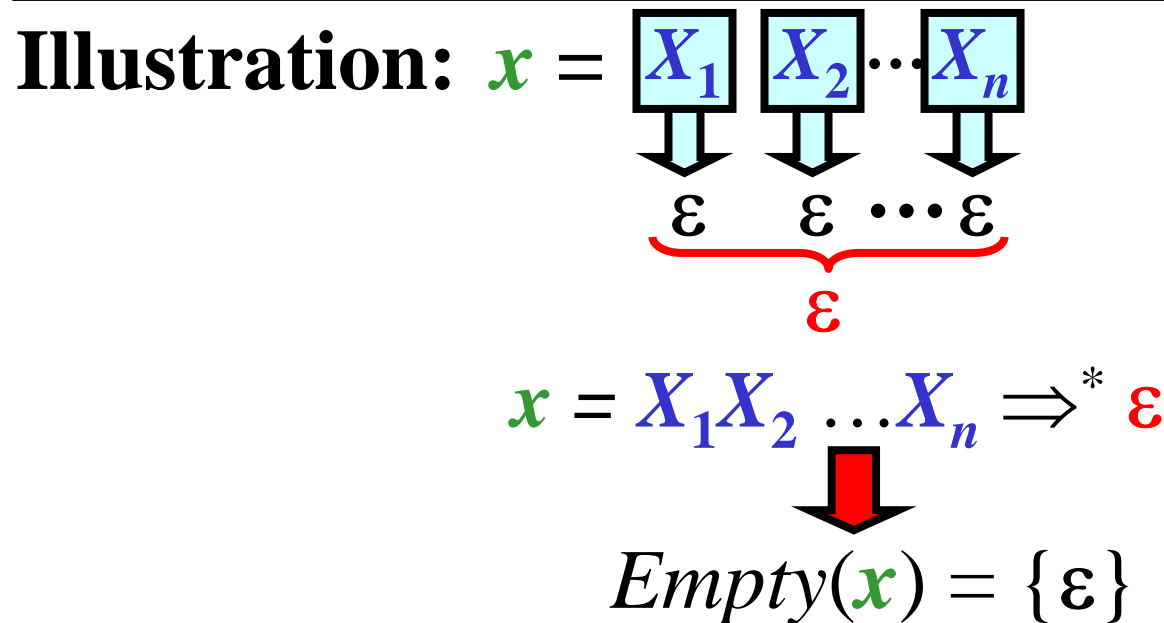 Illustration: x = X₁ X₂ ⋯ Xₙ
ε ε ⋯ ε
ε
x = X₁X₂ …Xₙ ⇒* ε
Empty(x) = {ε}